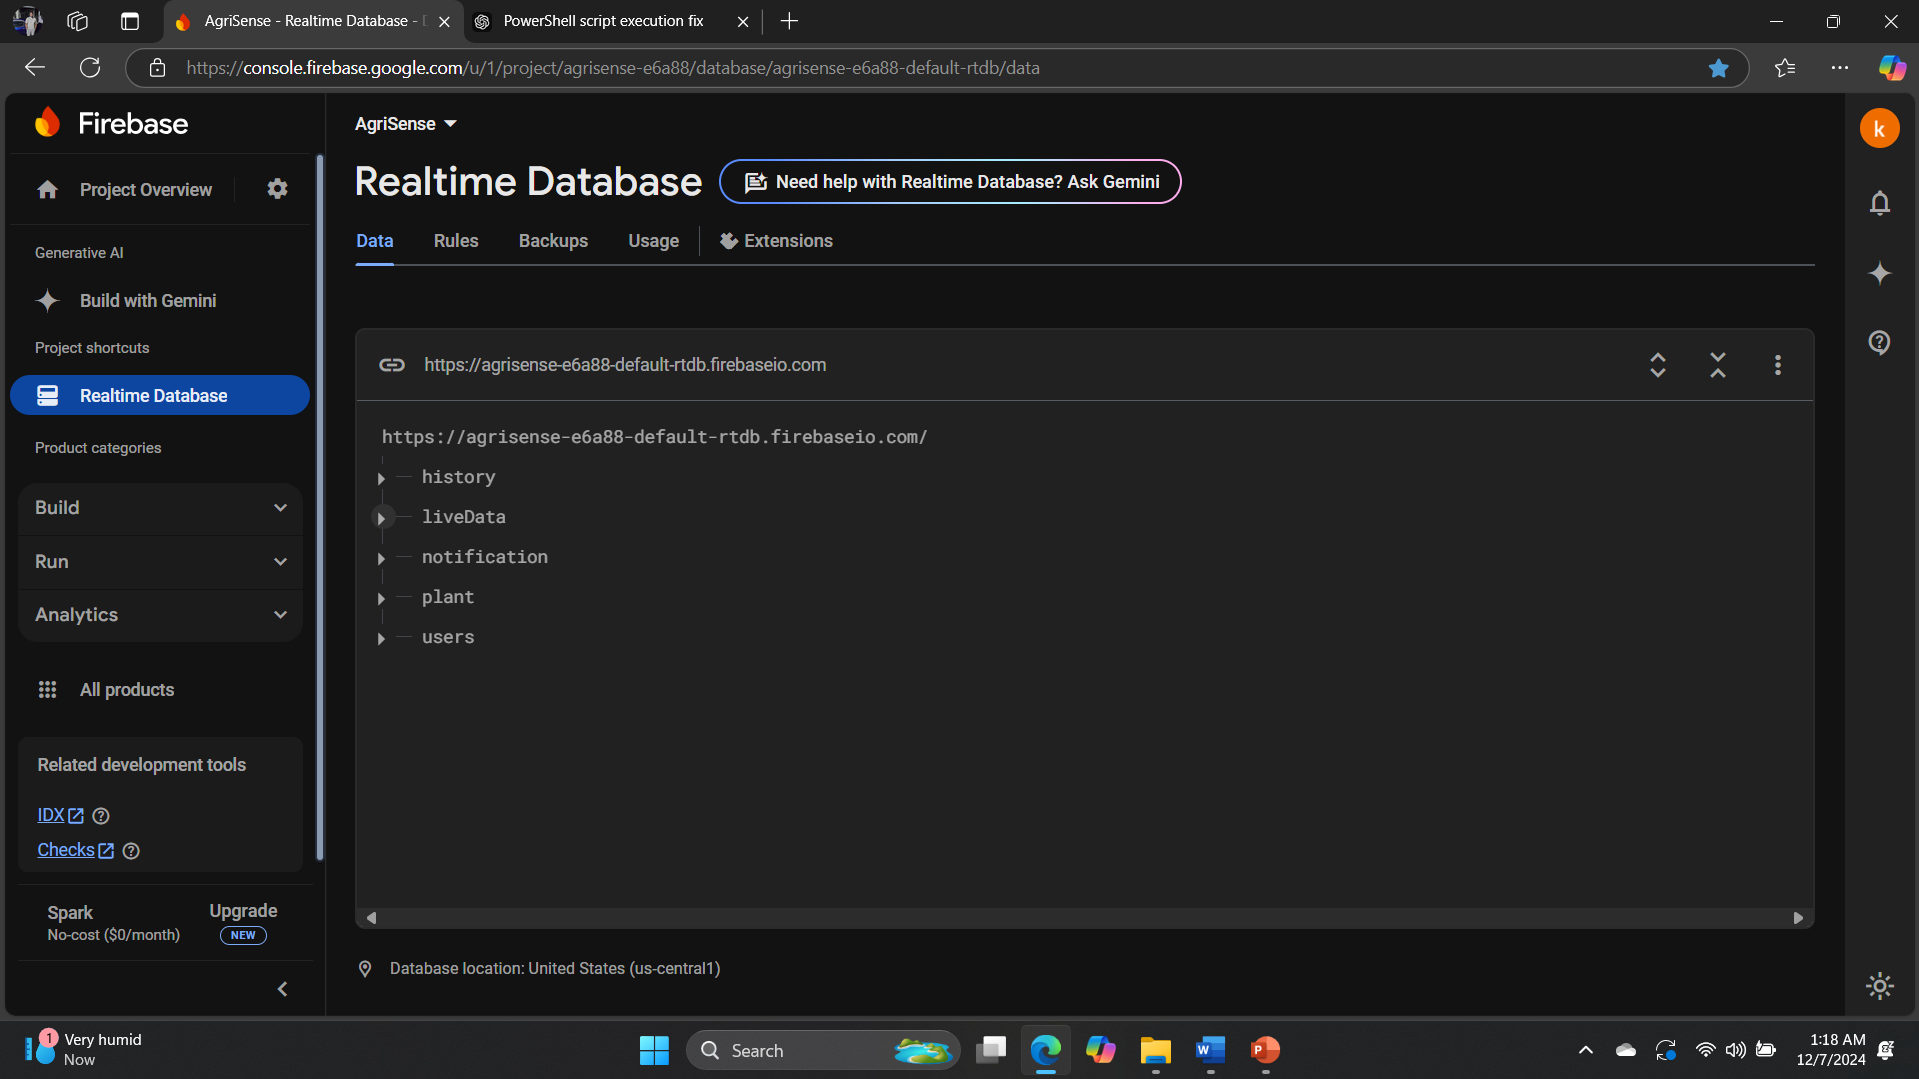 AgriSense - Realtime Database -
PowerShell script execution fix
https://console.firebase.google.com/u/1/project/agrisense-e6a88/database/agrisense-e6a88-default-rtdb/data
Firebase
Project Overview
Generative AI
Build with Gemini
Project shortcuts
Realtime Database
Product categories
Build
Run
Analytics
All products
Related development tools
IDX
Checks
Spark
No-cost ($0/month)
Upgrade
NEW
AgriSense
Realtime Database
Need help with Realtime Database? Ask Gemini
Data Rules Backups Usage Extensions
https://agrisense-e6a88-default-rtdb.firebaseio.com
https://agrisense-e6a88-default-rtdb.firebaseio.com/
history
liveData
notification
plant
users
Database location: United States (us-central1)
k
1
Very humid
Now
Search
W
P
1:18 AM
12/7/2024